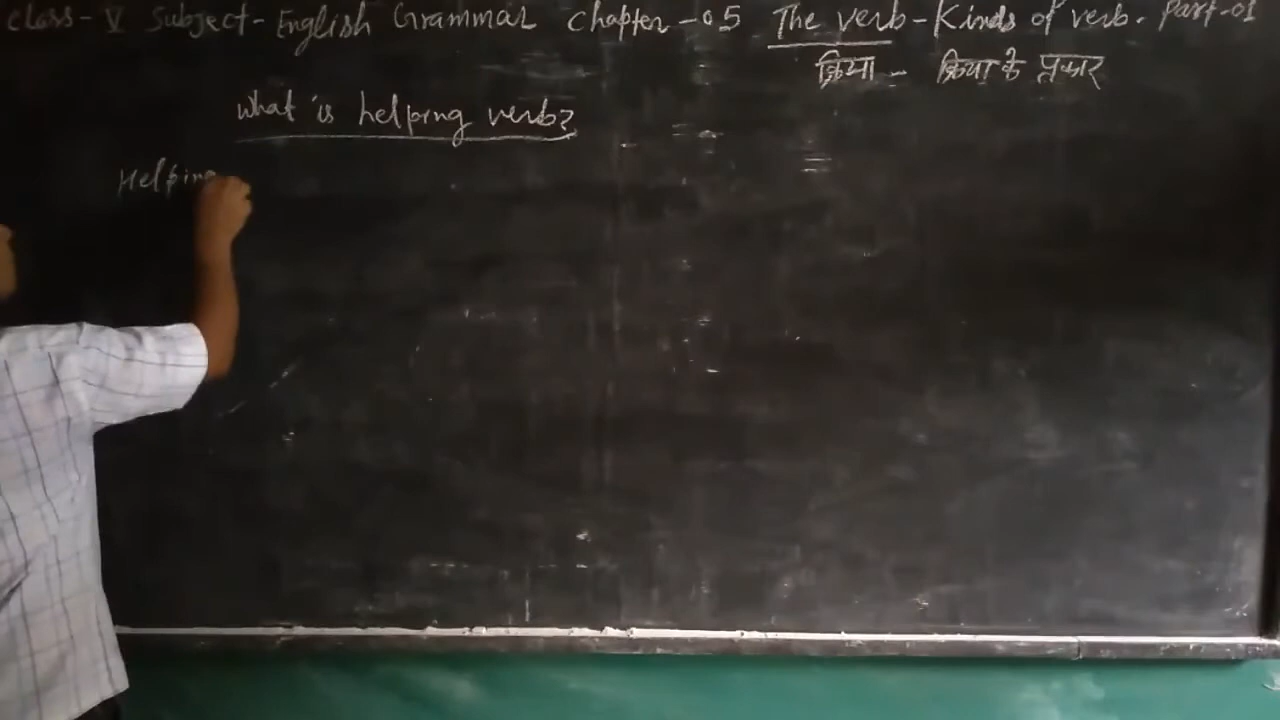 class- V Subject- English Grammar Chapter -05 The verb - Kinds of verb. Part-01
क्रिया - क्रिया के प्रकार
what is helping verb?
Helping